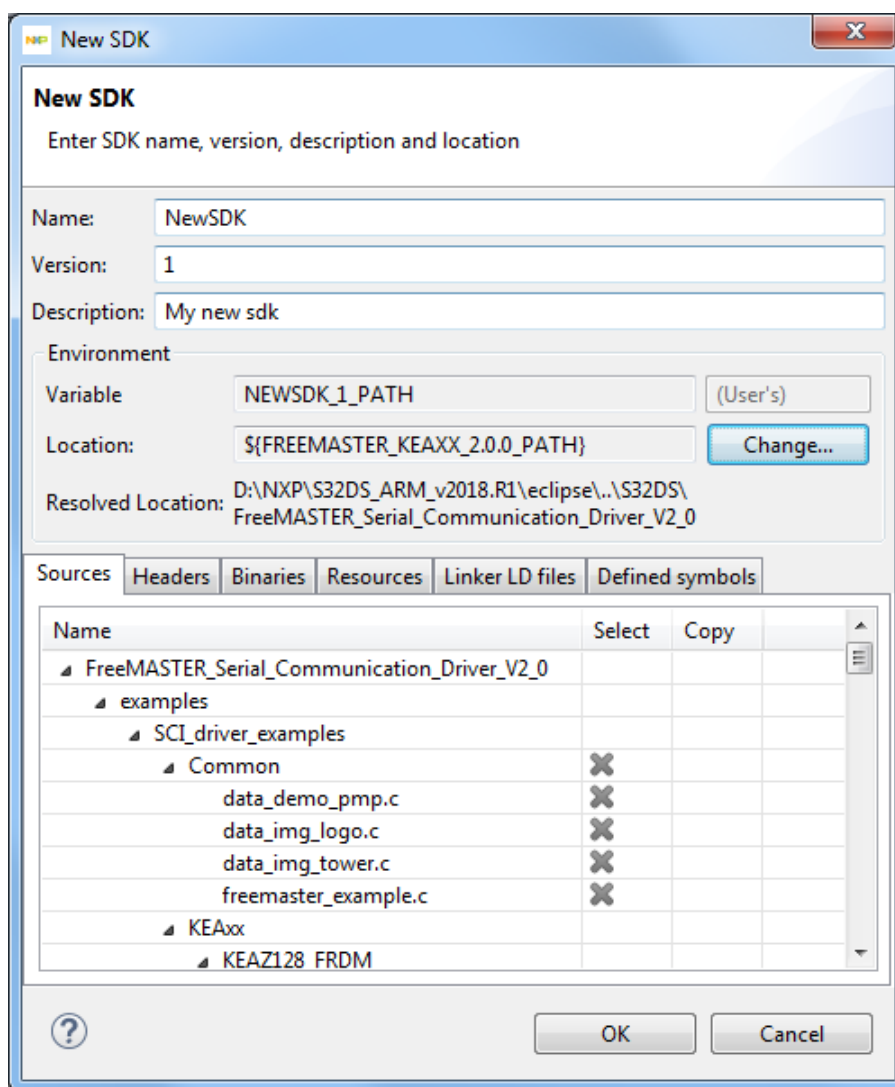 NXP New SDK
New SDK
Enter SDK name, version, description and location
Name: NewSDK
Version: 1
Description: My new sdk
Environment
Variable NEWSDK_1_PATH (User's)
Location: ${FREEMASTER_KEAXX_2.0.0_PATH} Change...
Resolved Location: D:\NXP\S32DS_ARM_v2018.R1\eclipse\..\S32DS\
FreeMASTER_Serial_Communication_Driver_V2_0
Sources Headers Binaries Resources Linker LD files Defined symbols
Name Select Copy
FreeMASTER_Serial_Communication_Driver_V2_0
examples
SCI_driver_examples
Common
data_demo_pmp.c
data_img_logo.c
data_img_tower.c
freemaster_example.c
KEAxx
KEAZ128_FRDM
? OK Cancel